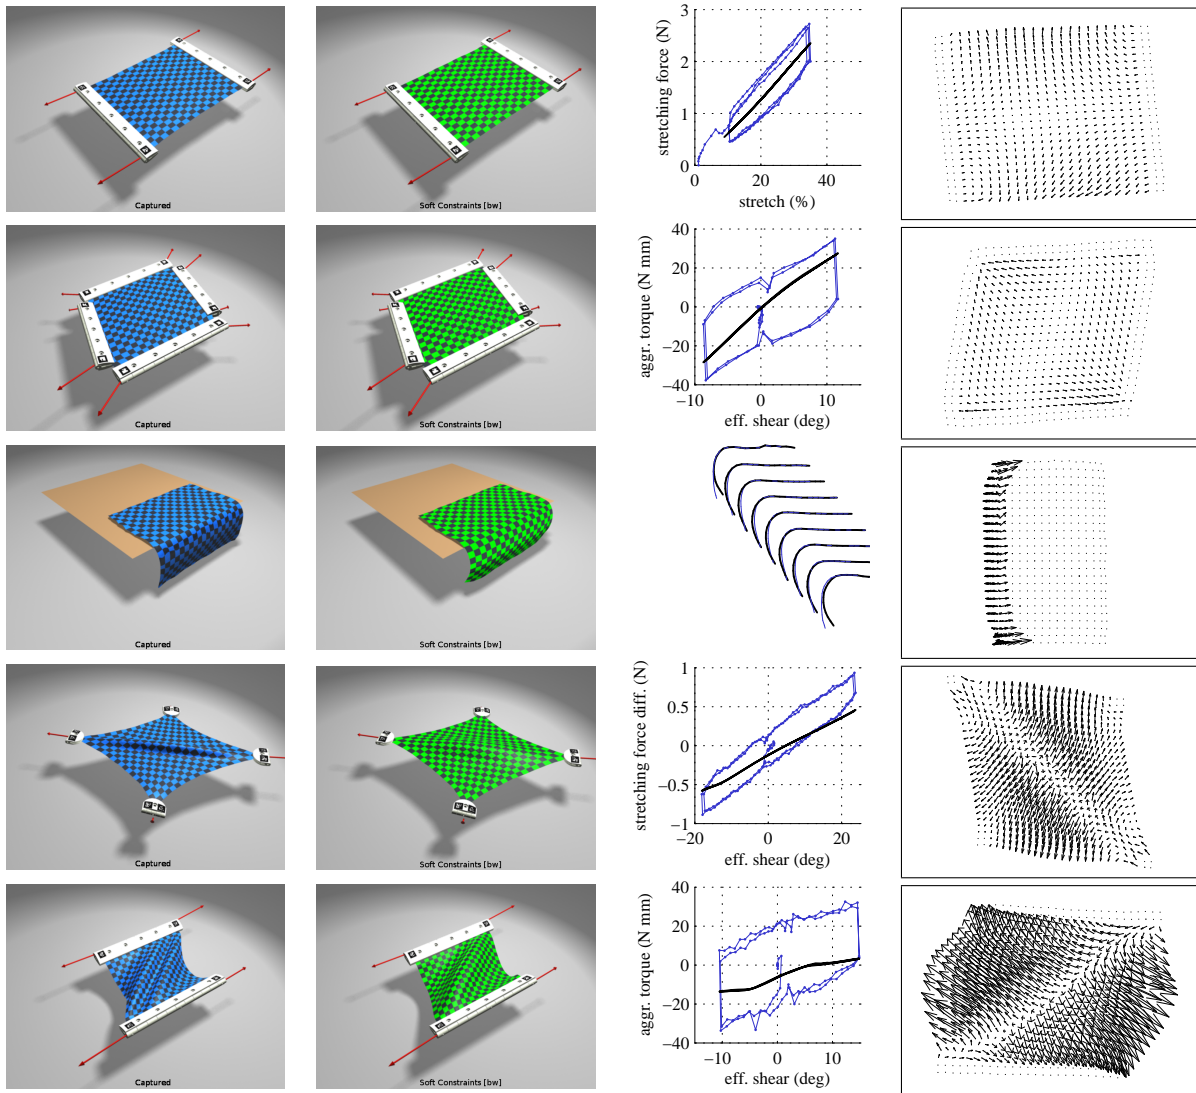 Captured
Soft Constraints [bw]
3
2
1
0
0
20
40
stretching force (N)
stretch (%)
Captured
Soft Constraints [bw]
40
20
0
−20
−40
−10
0
10
aggr. torque (N mm)
eff. shear (deg)
Captured
Soft Constraints [bw]
Captured
Soft Constraints [bw]
1
0.5
0
−0.5
−1
−20
0
20
stretching force diff. (N)
eff. shear (deg)
Captured
Soft Constraints [bw]
40
20
0
−20
−40
−10
0
10
aggr. torque (N mm)
eff. shear (deg)